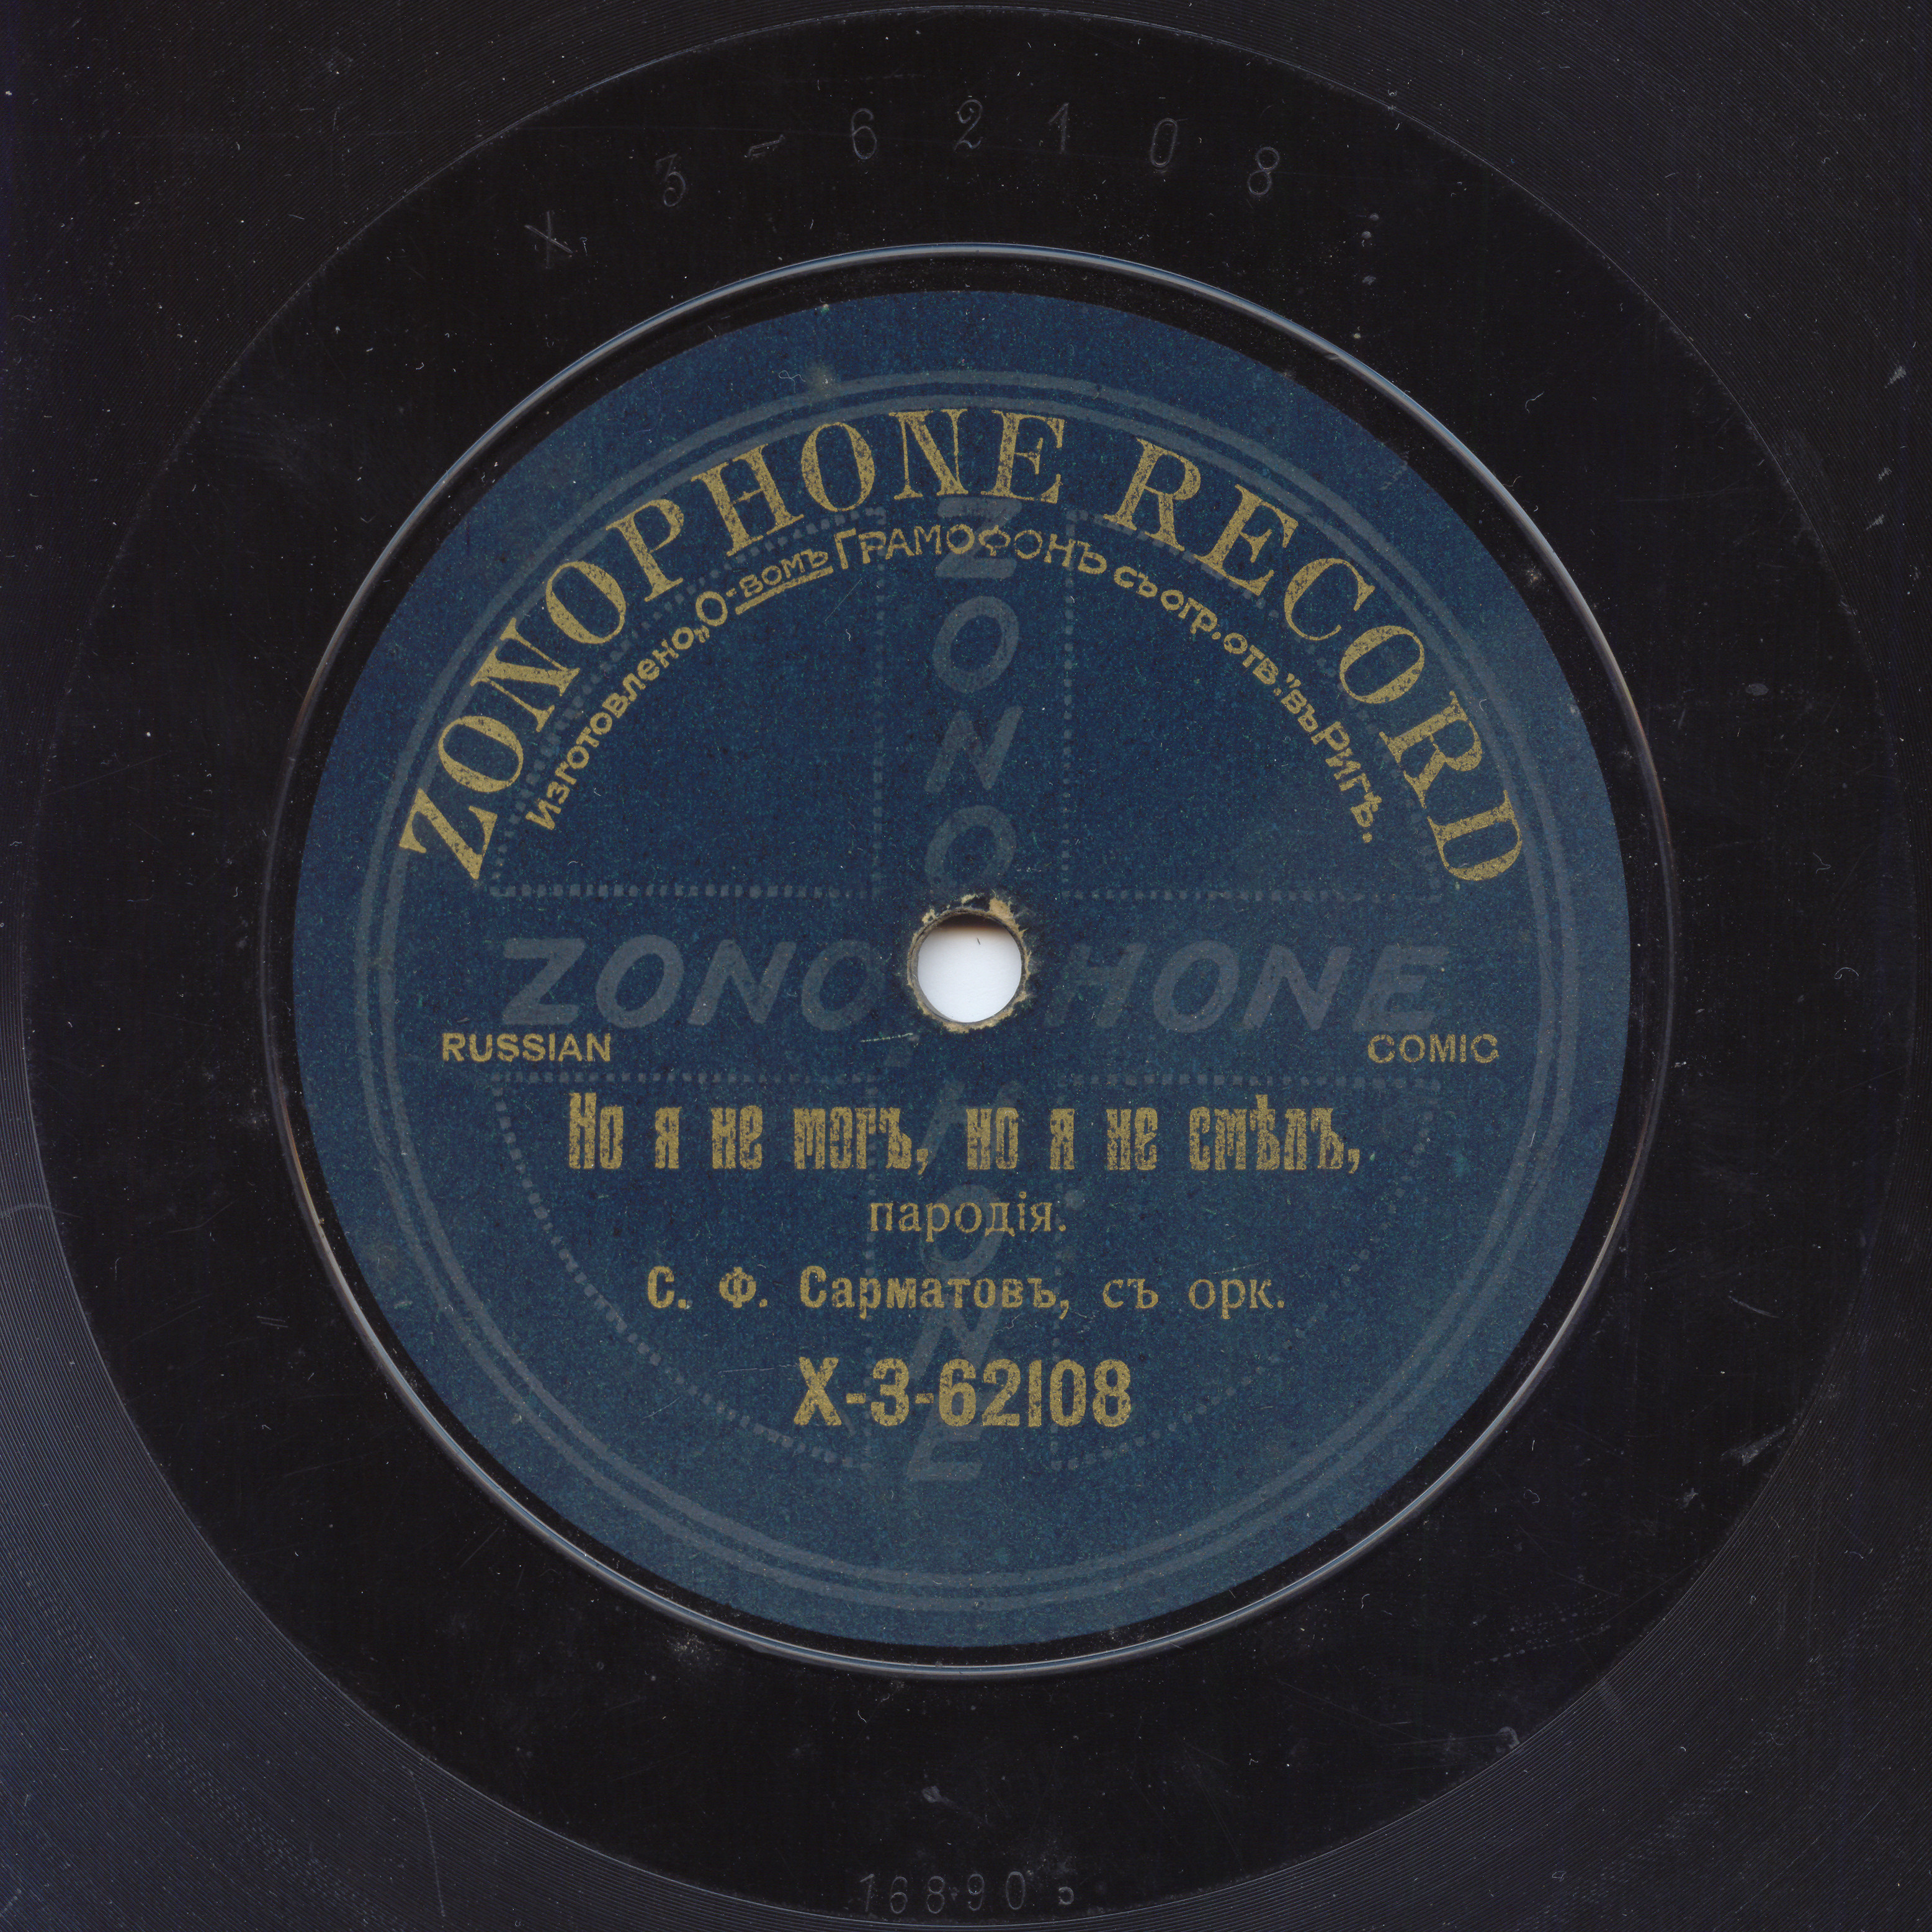 X 3-62108
ZONOPHONE RECORD
Изготовлено „О-вомъ Грамофонъ съ огр. отв." въ Ригѣ.
ZONOPHONE
ZONOPHONE
RUSSIAN
COMIC
Но я не могъ, но я не смѣлъ,
пародія.
С. Ф. Сарматовъ, съ орк.
X-3-62108
16890